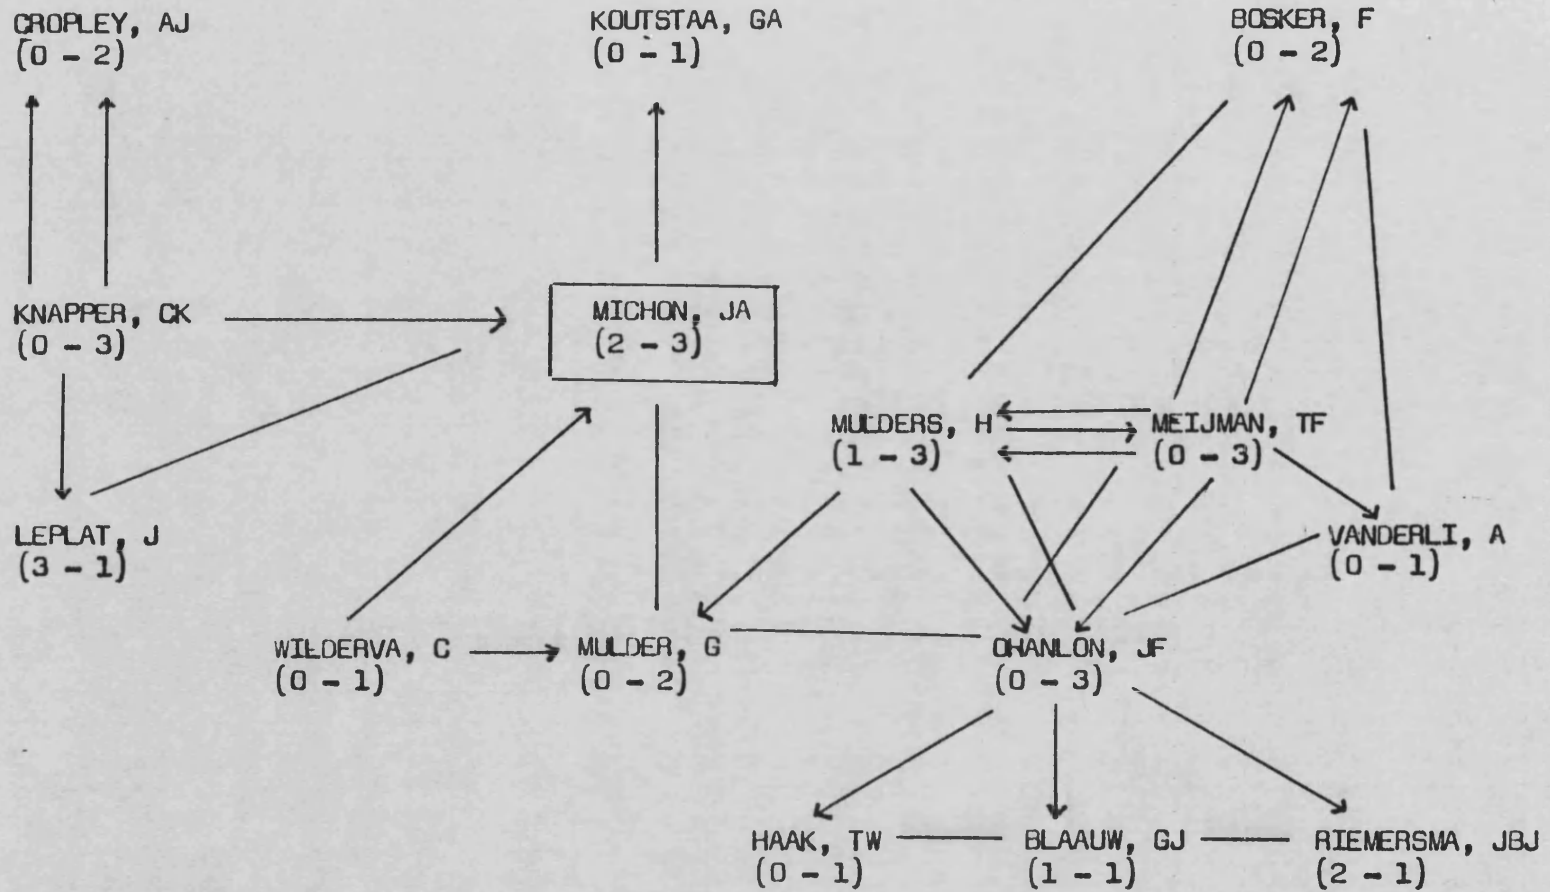 CROPLEY, AJ
(0 - 2)
KOUTSTAA, GA
(0 - 1)
BOSKER, F
(0 - 2)
KNAPPER, CK
(0 - 3)
MICHON, JA
(2 - 3)
MULDERS, H
(1 - 3)
MEIJMAN, TF
(0 - 3)
LEPLAT, J
(3 - 1)
VANDERLI, A
(0 - 1)
WILDERVA, C
(0 - 1)
MULDER, G
(0 - 2)
OHANLON, JF
(0 - 3)
HAAK, TW
(0 - 1)
BLAAUW, GJ
(1 - 1)
RIEMERSMA, JBJ
(2 - 1)